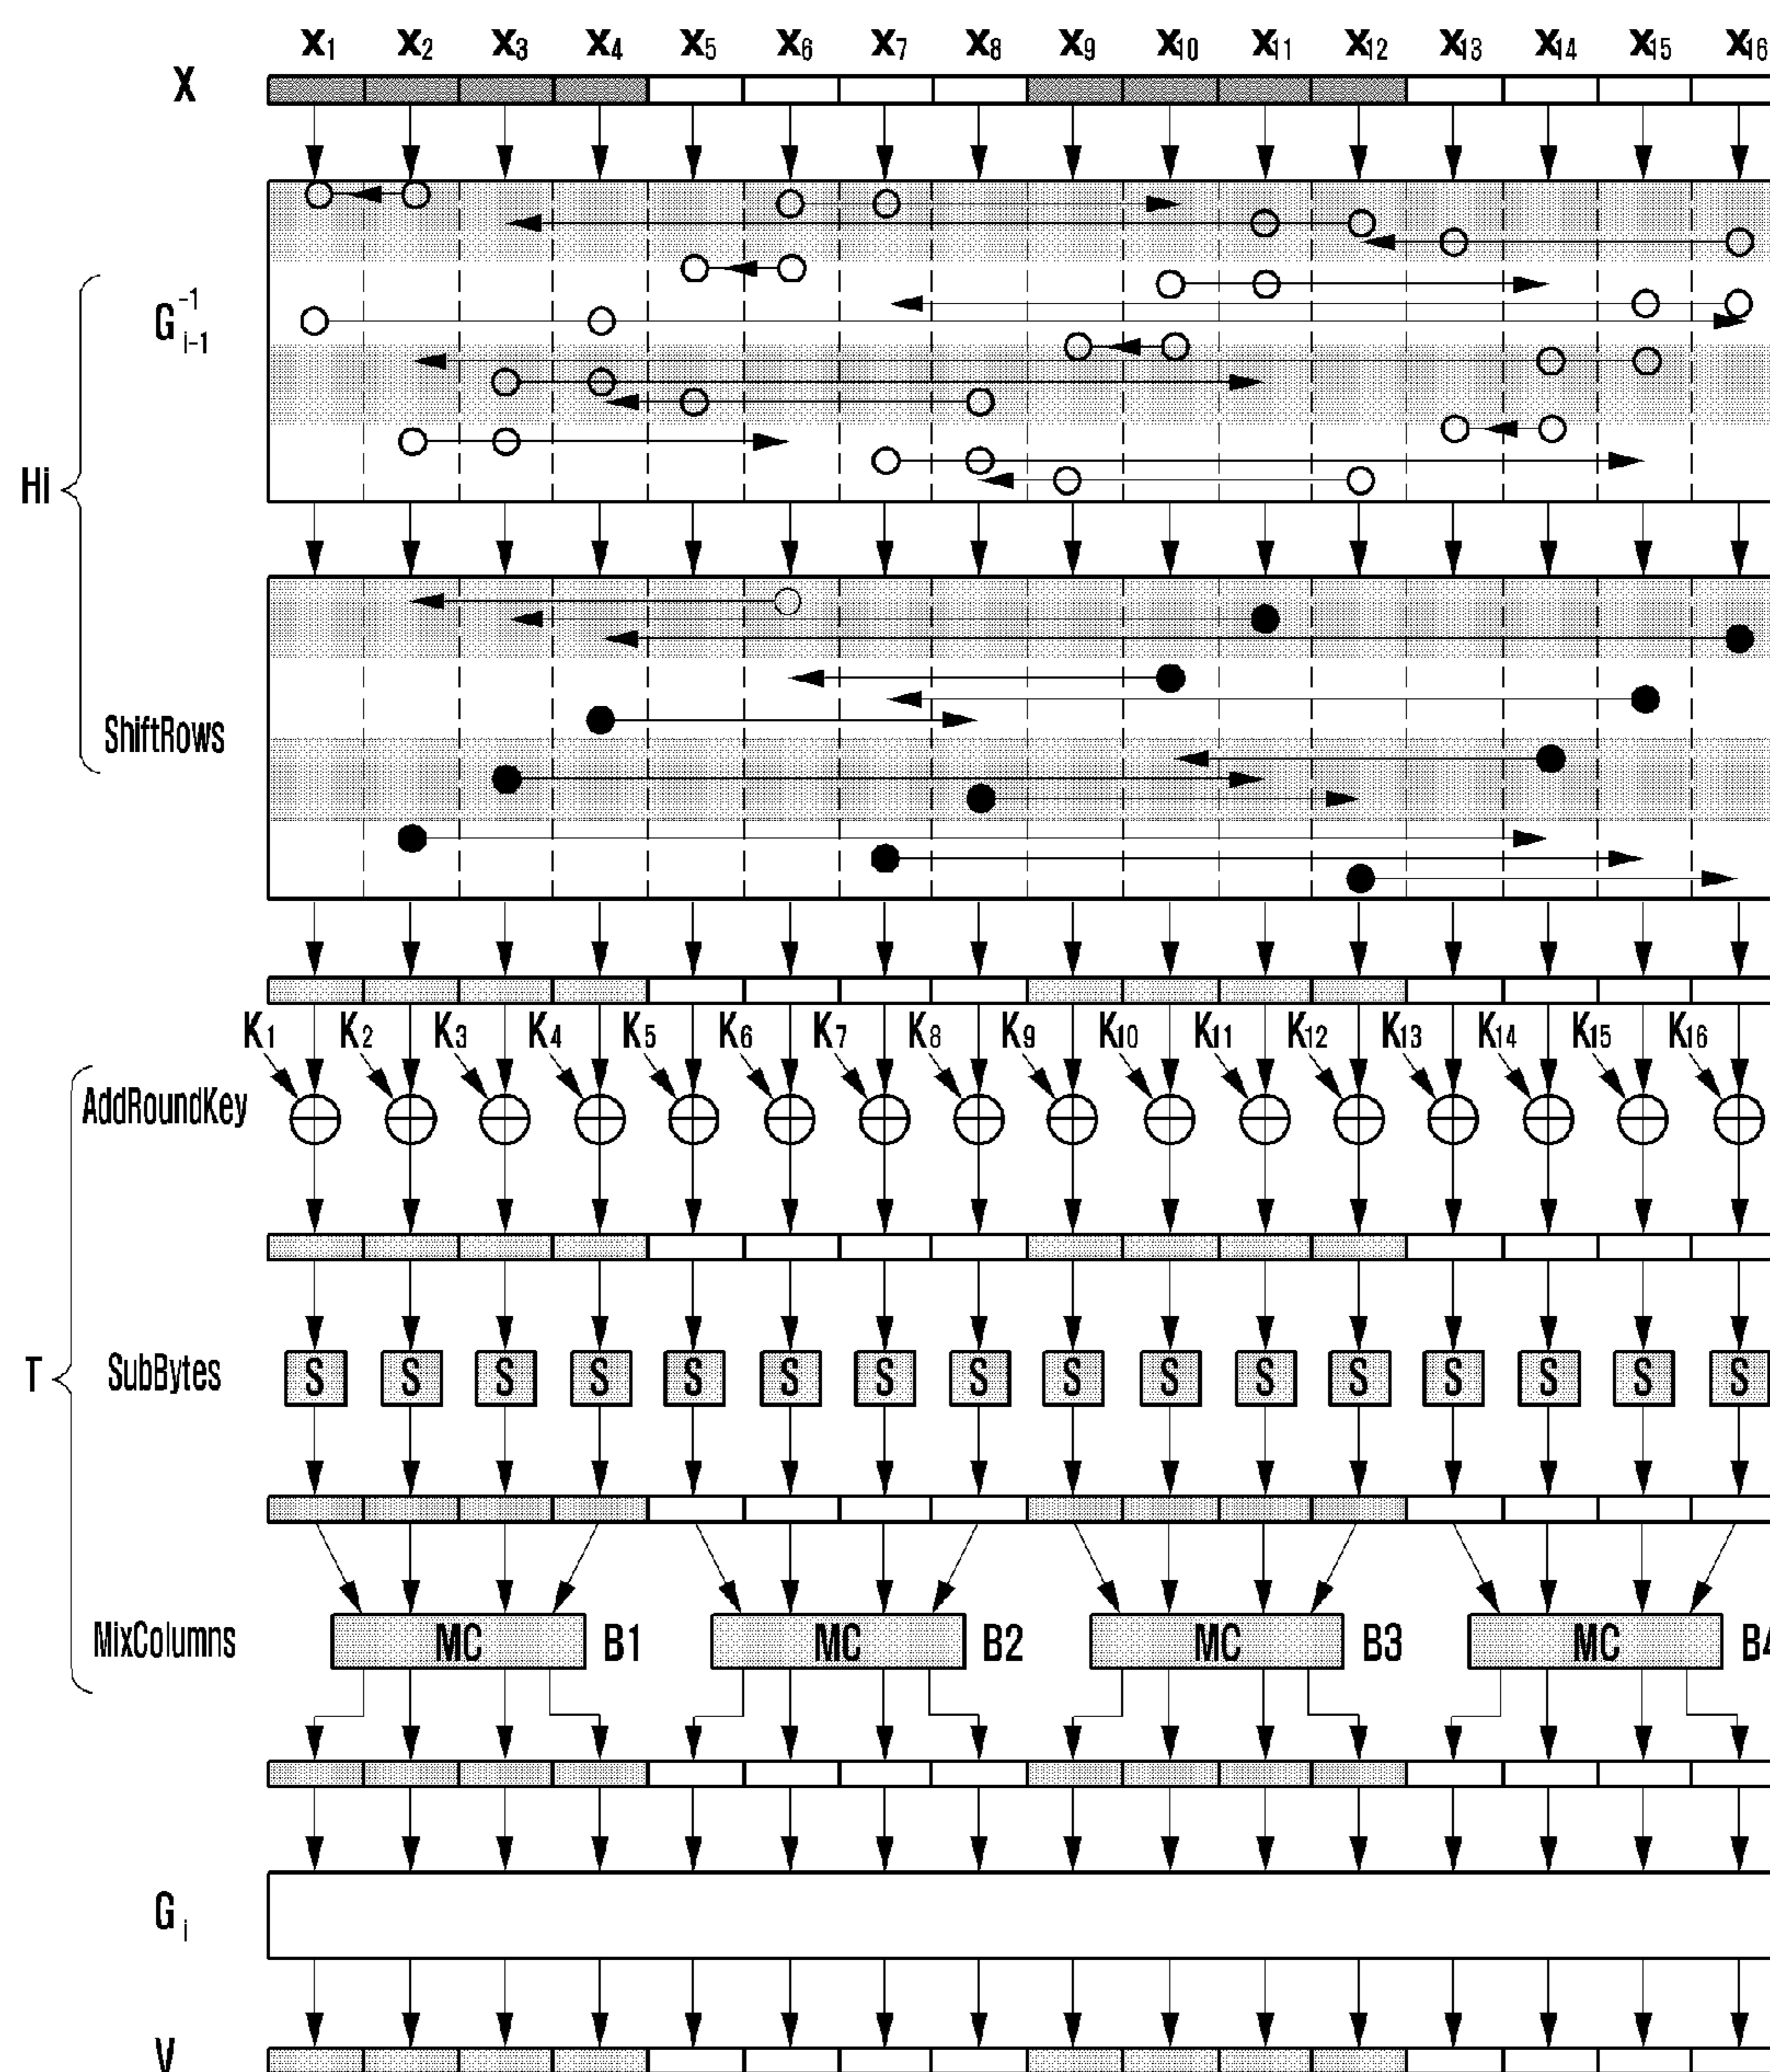 X₁ X₂ X₃ X₄ X₅ X₆ X₇ X₈ X₉ X₁₀ X₁₁ X₁₂ X₁₃ X₁₄ X₁₅ X₁₆
X
G⁻¹ᵢ₋₁
Hi
ShiftRows
K₁ K₂ K₃ K₄ K₅ K₆ K₇ K₈ K₉ K₁₀ K₁₁ K₁₂ K₁₃ K₁₄ K₁₅ K₁₆
AddRoundKey
T
SubBytes S S S S S S S S S S S S S S S S
MixColumns MC B1 MC B2 MC B3 MC B4
Gᵢ